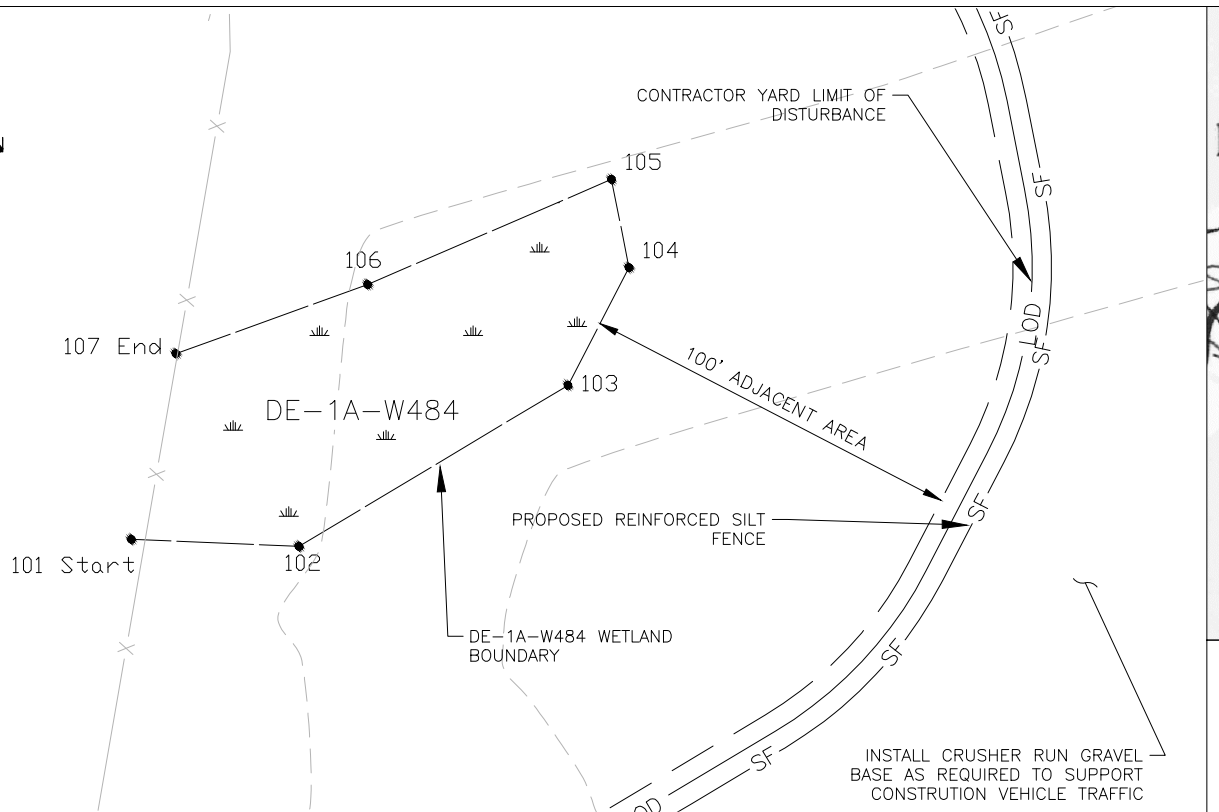 SF
CONTRACTOR YARD LIMIT OF
DISTURBANCE
105
SF
104
106
LOD
107 End
SF
100' ADJACENT AREA
103
DE-1A-W484
SF
PROPOSED REINFORCED SILT
FENCE
101 Start
102
DE-1A-W484 WETLAND
BOUNDARY
SF
SF
INSTALL CRUSHER RUN GRAVEL
BASE AS REQUIRED TO SUPPORT
CONSTRUTION VEHICLE TRAFFIC
OD